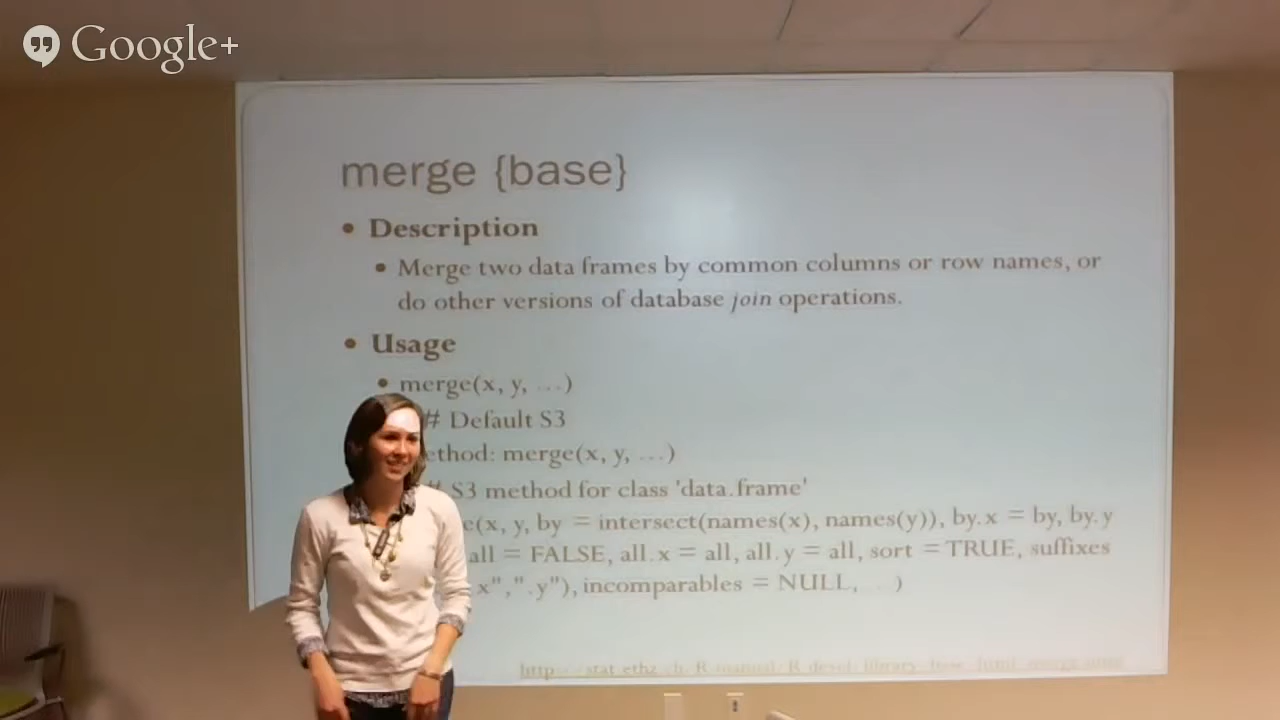 Google+
merge {base}
• Description
• Merge two data frames by common columns or row names, or
do other versions of database join operations.
• Usage
• merge(x, y, ...)
# Default S3
ethod: merge(x, y, ...)
# S3 method for class 'data.frame'
e(x, y, by = intersect(names(x), names(y)), by.x = by, by.y
all = FALSE, all.x = all, all.y = all, sort = TRUE, suffixes
x",".y"), incomparables = NULL, ...)